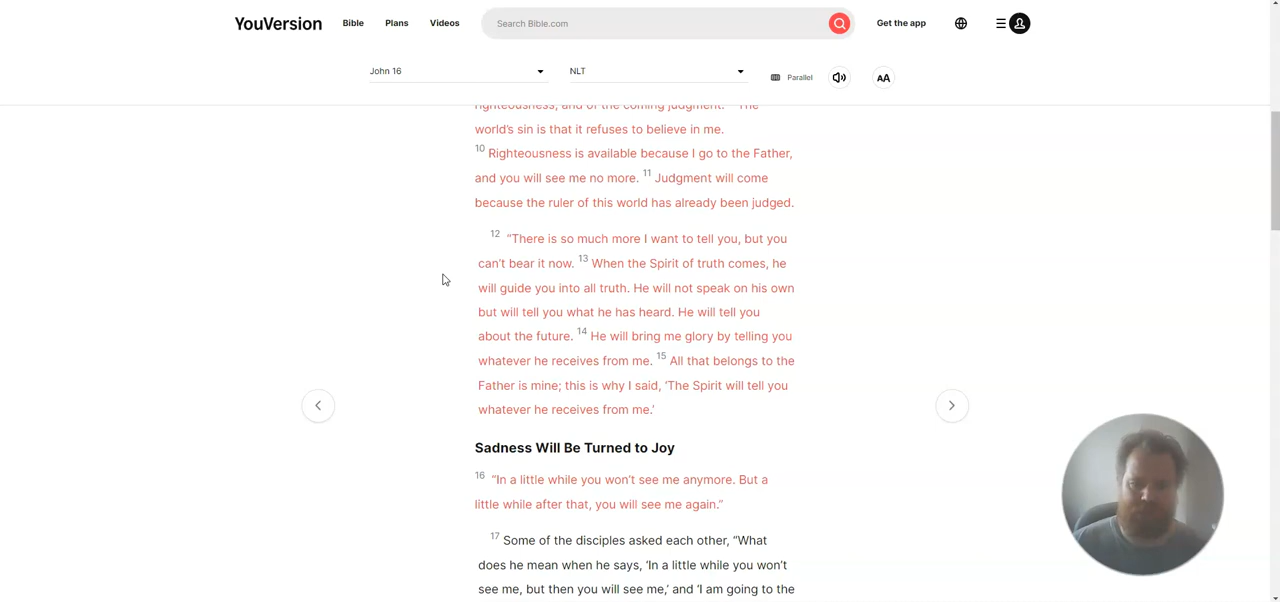 YouVersion Bible Plans Videos Search Bible.com Get the app
John 16 NLT Parallel AA
righteousness, and of the coming judgment. The
world's sin is that it refuses to believe in me.
10 Righteousness is available because I go to the Father,
and you will see me no more. 11 Judgment will come
because the ruler of this world has already been judged.
12 “There is so much more I want to tell you, but you
can't bear it now. 13 When the Spirit of truth comes, he
will guide you into all truth. He will not speak on his own
but will tell you what he has heard. He will tell you
about the future. 14 He will bring me glory by telling you
whatever he receives from me. 15 All that belongs to the
Father is mine; this is why I said, ‘The Spirit will tell you
whatever he receives from me.’
Sadness Will Be Turned to Joy
16 “In a little while you won't see me anymore. But a
little while after that, you will see me again.”
17 Some of the disciples asked each other, “What
does he mean when he says, ‘In a little while you won't
see me, but then you will see me,’ and ‘I am going to the